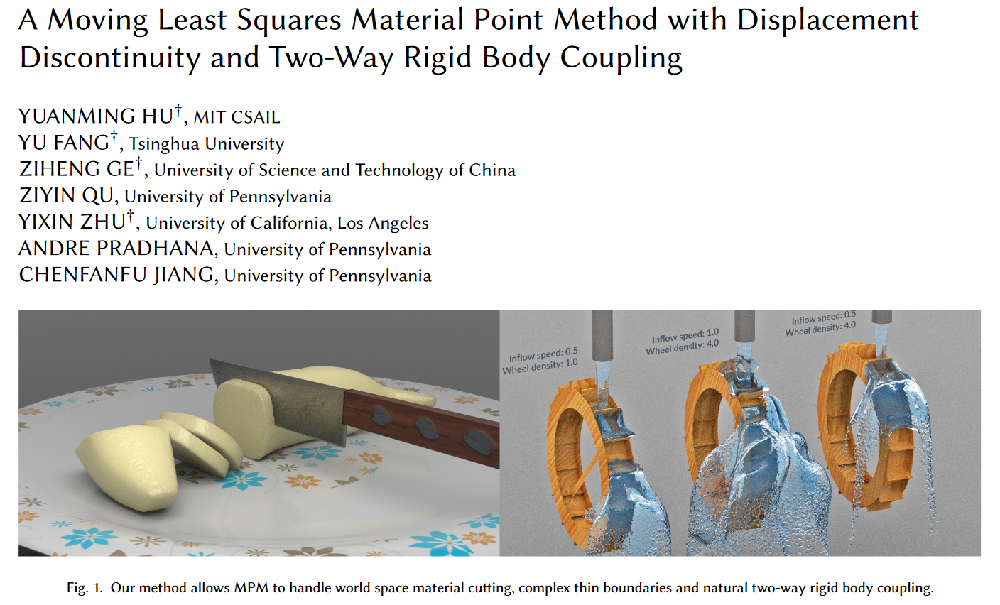 A Moving Least Squares Material Point Method with Displacement
Discontinuity and Two-Way Rigid Body Coupling
YUANMING HU†, MIT CSAIL
YU FANG†, Tsinghua University
ZIHENG GE†, University of Science and Technology of China
ZIYIN QU, University of Pennsylvania
YIXIN ZHU†, University of California, Los Angeles
ANDRE PRADHANA, University of Pennsylvania
CHENFANFU JIANG, University of Pennsylvania
Inflow speed: 0.5
Wheel density: 1.0
Inflow speed: 1.0
Wheel density: 4.0
Inflow speed: 0.5
Wheel density: 4.0
Fig. 1. Our method allows MPM to handle world space material cutting, complex thin boundaries and natural two-way rigid body coupling.